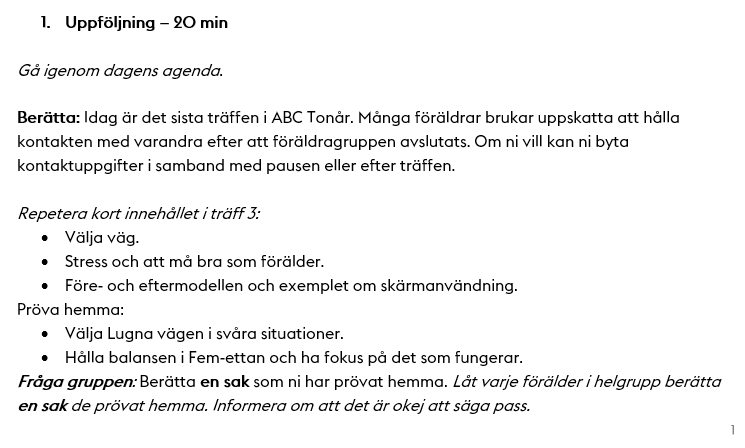 1. Uppföljning – 20 min
Gå igenom dagens agenda.
Berätta: Idag är det sista träffen i ABC Tonår. Många föräldrar brukar uppskatta att hålla
kontakten med varandra efter att föräldragruppen avslutats. Om ni vill kan ni byta
kontaktuppgifter i samband med pausen eller efter träffen.
Repetera kort innehållet i träff 3:
• Välja väg.
• Stress och att må bra som förälder.
• Före- och eftermodellen och exemplet om skärmanvändning.
Pröva hemma:
• Välja Lugna vägen i svåra situationer.
• Hålla balansen i Fem-ettan och ha fokus på det som fungerar.
Fråga gruppen: Berätta en sak som ni har prövat hemma. Låt varje förälder i helgrupp berätta
en sak de prövat hemma. Informera om att det är okej att säga pass.
1